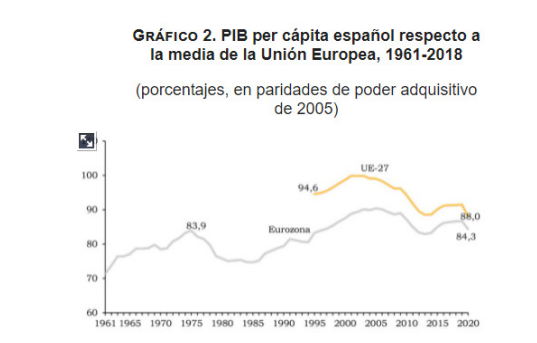 GRÁFICO 2. PIB per cápita español respecto a
la media de la Unión Europea, 1961-2018
(porcentajes, en paridades de poder adquisitivo
de 2005)
100
90
80
70
60
UE-27
94,6
83,9
Eurozona
88,0
84,3
1961 1965 1970 1975 1980 1985 1990 1995 2000 2005 2010 2015 2020